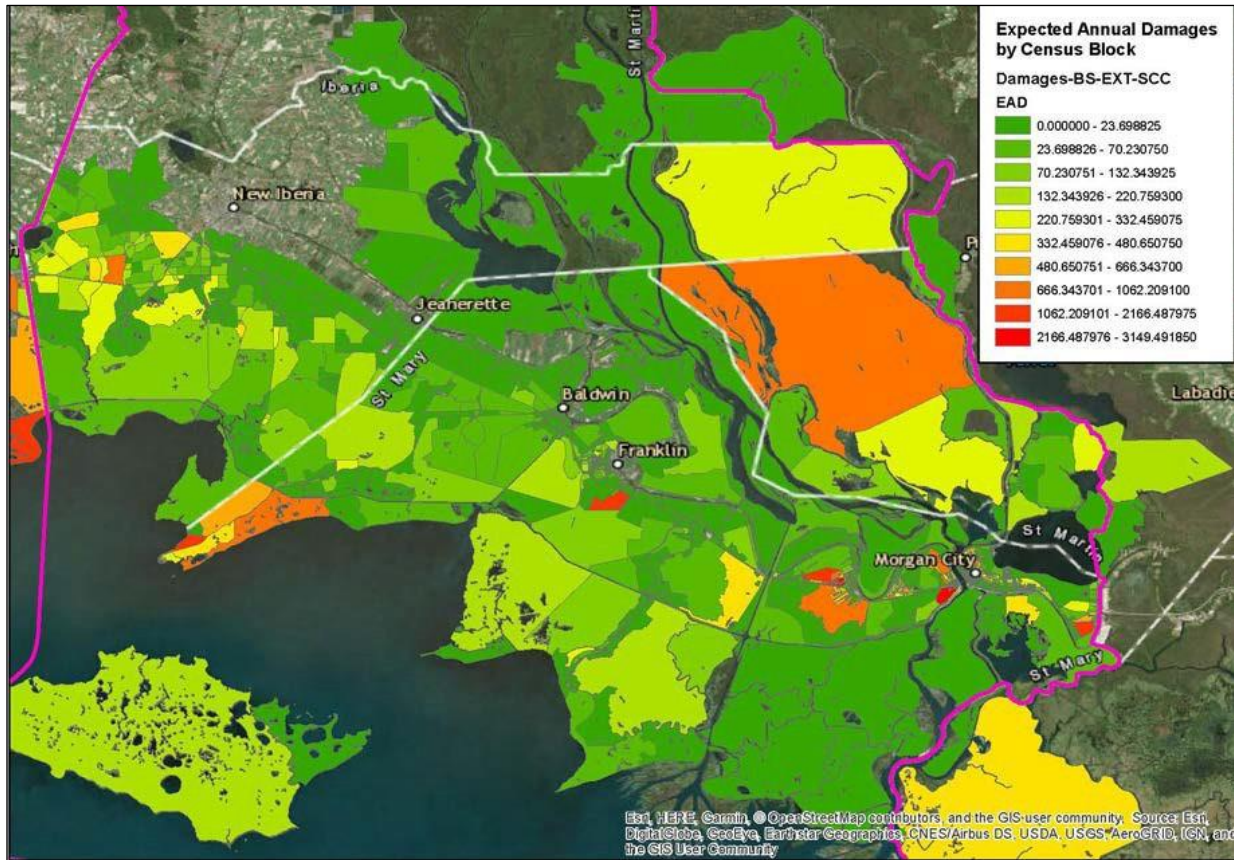 Expected Annual Damages
by Census Block
Damages-BS-EXT-SCC
EAD
0.000000 - 23.698825
23.698826 - 70.230750
70.230751 - 132.343925
132.343926 - 220.759300
220.759301 - 332.459075
332.459076 - 480.650750
480.650751 - 666.343700
666.343701 - 1062.209100
1062.209101 - 2166.487975
2166.487976 - 3149.491850
St Marti
Iberia
New Iberia
Jeanerette
St Mary
Baldwin
Franklin
Labadie
Morgan City
St Martin
St Mary
Esri, HERE, Garmin, © OpenStreetMap contributors, and the GIS user community, Source: Esri,
DigitalGlobe, GeoEye, Earthstar Geographics, CNES/Airbus DS, USDA, USGS, AeroGRID, IGN, and
the GIS User Community